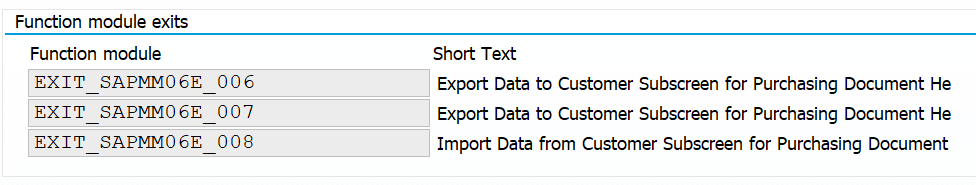 Function module exits
Function module Short Text
EXIT_SAPMM06E_006 Export Data to Customer Subscreen for Purchasing Document He
EXIT_SAPMM06E_007 Export Data to Customer Subscreen for Purchasing Document He
EXIT_SAPMM06E_008 Import Data from Customer Subscreen for Purchasing Document